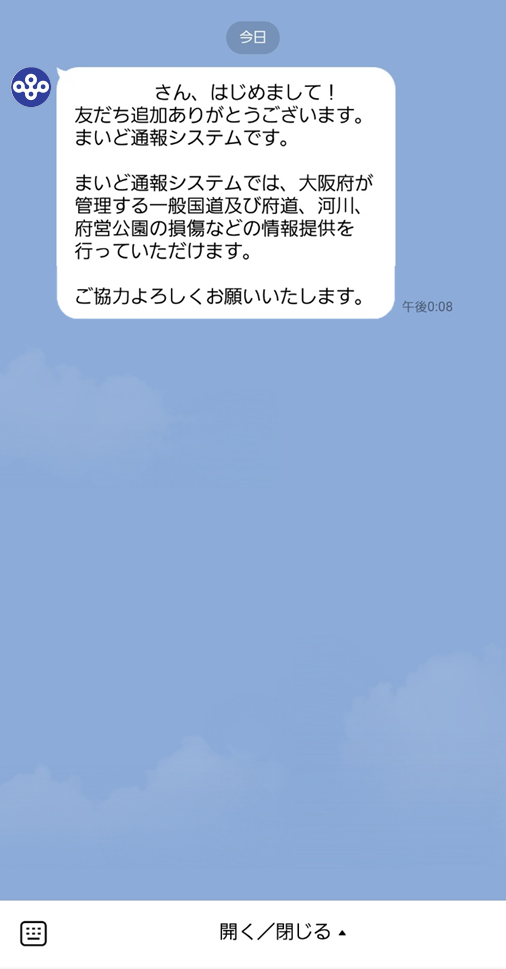 今日
さん、はじめまして！
友だち追加ありがとうございます。
まいど通報システムです。
まいど通報システムでは、大阪府が
管理する一般国道及び府道、河川、
府営公園の損傷などの情報提供を
行っていただけます。
ご協力よろしくお願いいたします。
午後0:08
開く／閉じる